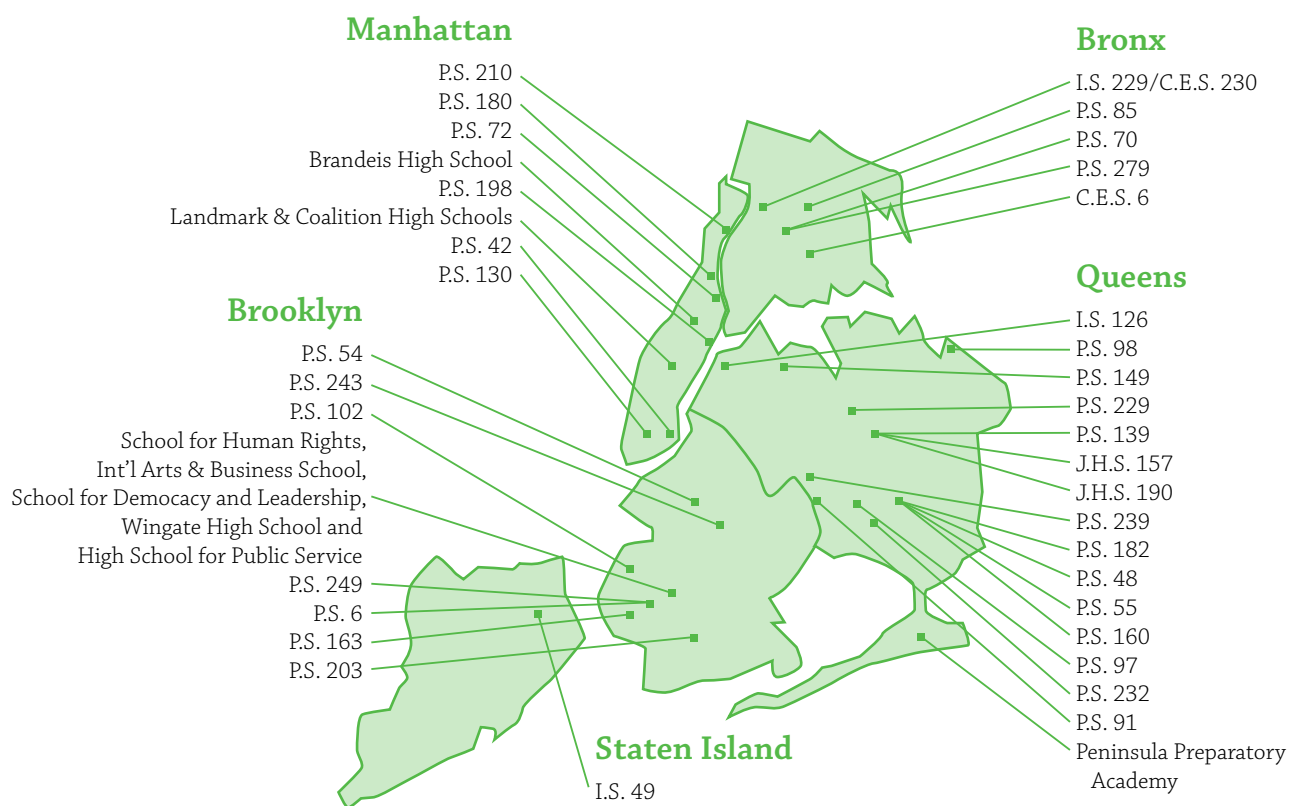 Manhattan
P.S. 210
P.S. 180
P.S. 72
Brandeis High School
P.S. 198
Landmark & Coalition High Schools
P.S. 42
P.S. 130
Brooklyn
P.S. 54
P.S. 243
P.S. 102
School for Human Rights,
Int'l Arts & Business School,
School for Democacy and Leadership,
Wingate High School and
High School for Public Service
P.S. 249
P.S. 6
P.S. 163
P.S. 203
Staten Island
I.S. 49
Bronx
I.S. 229/C.E.S. 230
P.S. 85
P.S. 70
P.S. 279
C.E.S. 6
Queens
I.S. 126
P.S. 98
P.S. 149
P.S. 229
P.S. 139
J.H.S. 157
J.H.S. 190
P.S. 239
P.S. 182
P.S. 48
P.S. 55
P.S. 160
P.S. 97
P.S. 232
P.S. 91
Peninsula Preparatory
Academy